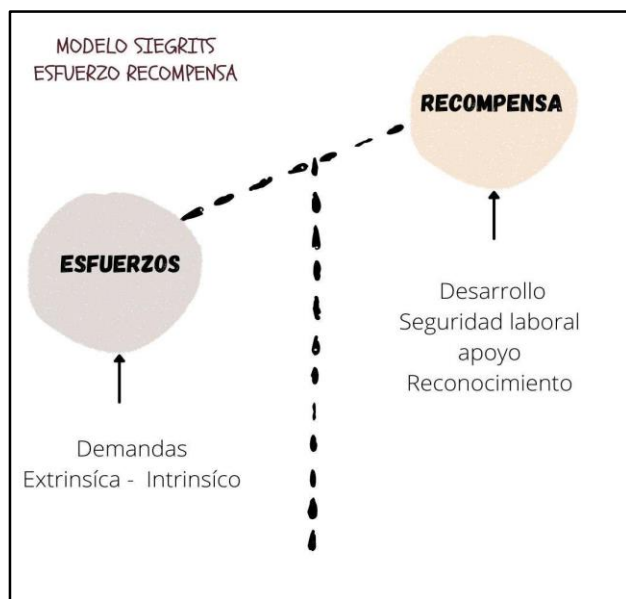 MODELO SIEGRITS
ESFUERZO RECOMPENSA
RECOMPENSA
ESFUERZOS
Desarrollo
Seguridad laboral
apoyo
Reconocimiento
Demandas
Extrinsíca - Intrinsíco